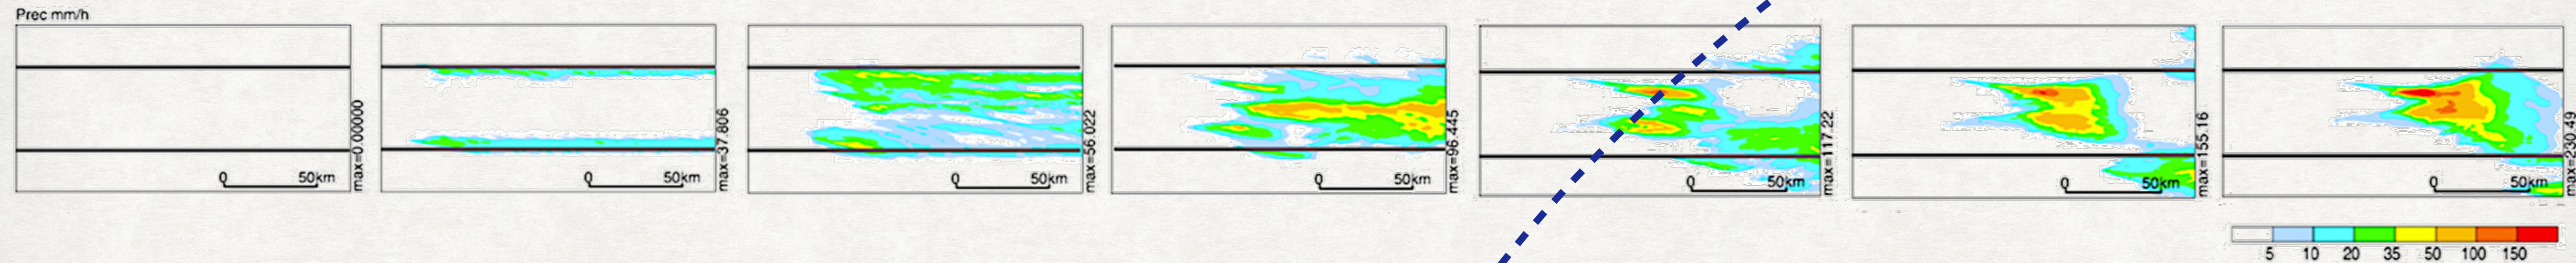 Prec mm/h
max=0.00000
0 50km
max=37.806
0 50km
max=56.022
0 50km
max=96.445
0 50km
max=117.22
0 50km
max=155.16
0 50km
max=230.49
0 50km
5 10 20 35 50 100 150